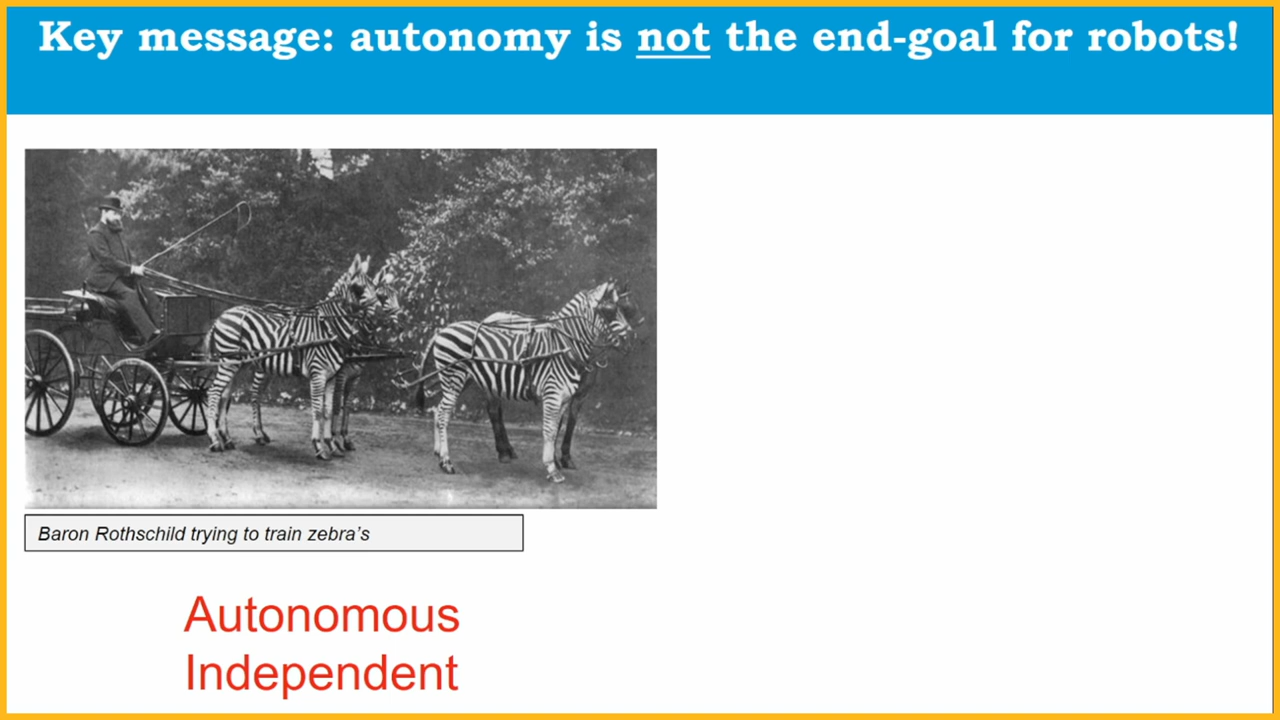 Key message: autonomy is not the end-goal for robots!
Baron Rothschild trying to train zebra’s
Autonomous
Independent